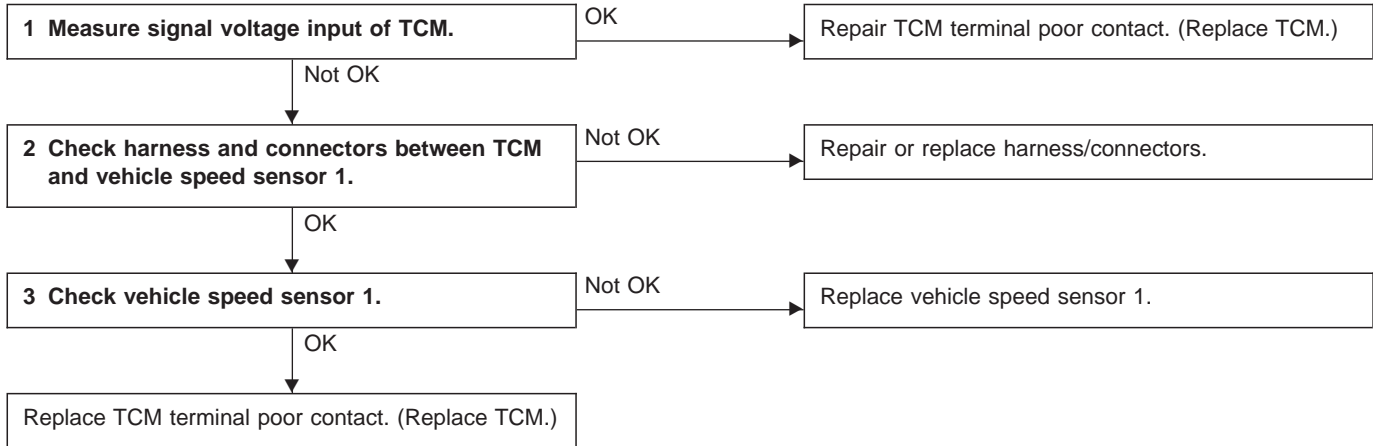 1 Measure signal voltage input of TCM.
OK
Repair TCM terminal poor contact. (Replace TCM.)
Not OK
2 Check harness and connectors between TCM
and vehicle speed sensor 1.
Not OK
Repair or replace harness/connectors.
OK
3 Check vehicle speed sensor 1.
Not OK
Replace vehicle speed sensor 1.
OK
Replace TCM terminal poor contact. (Replace TCM.)